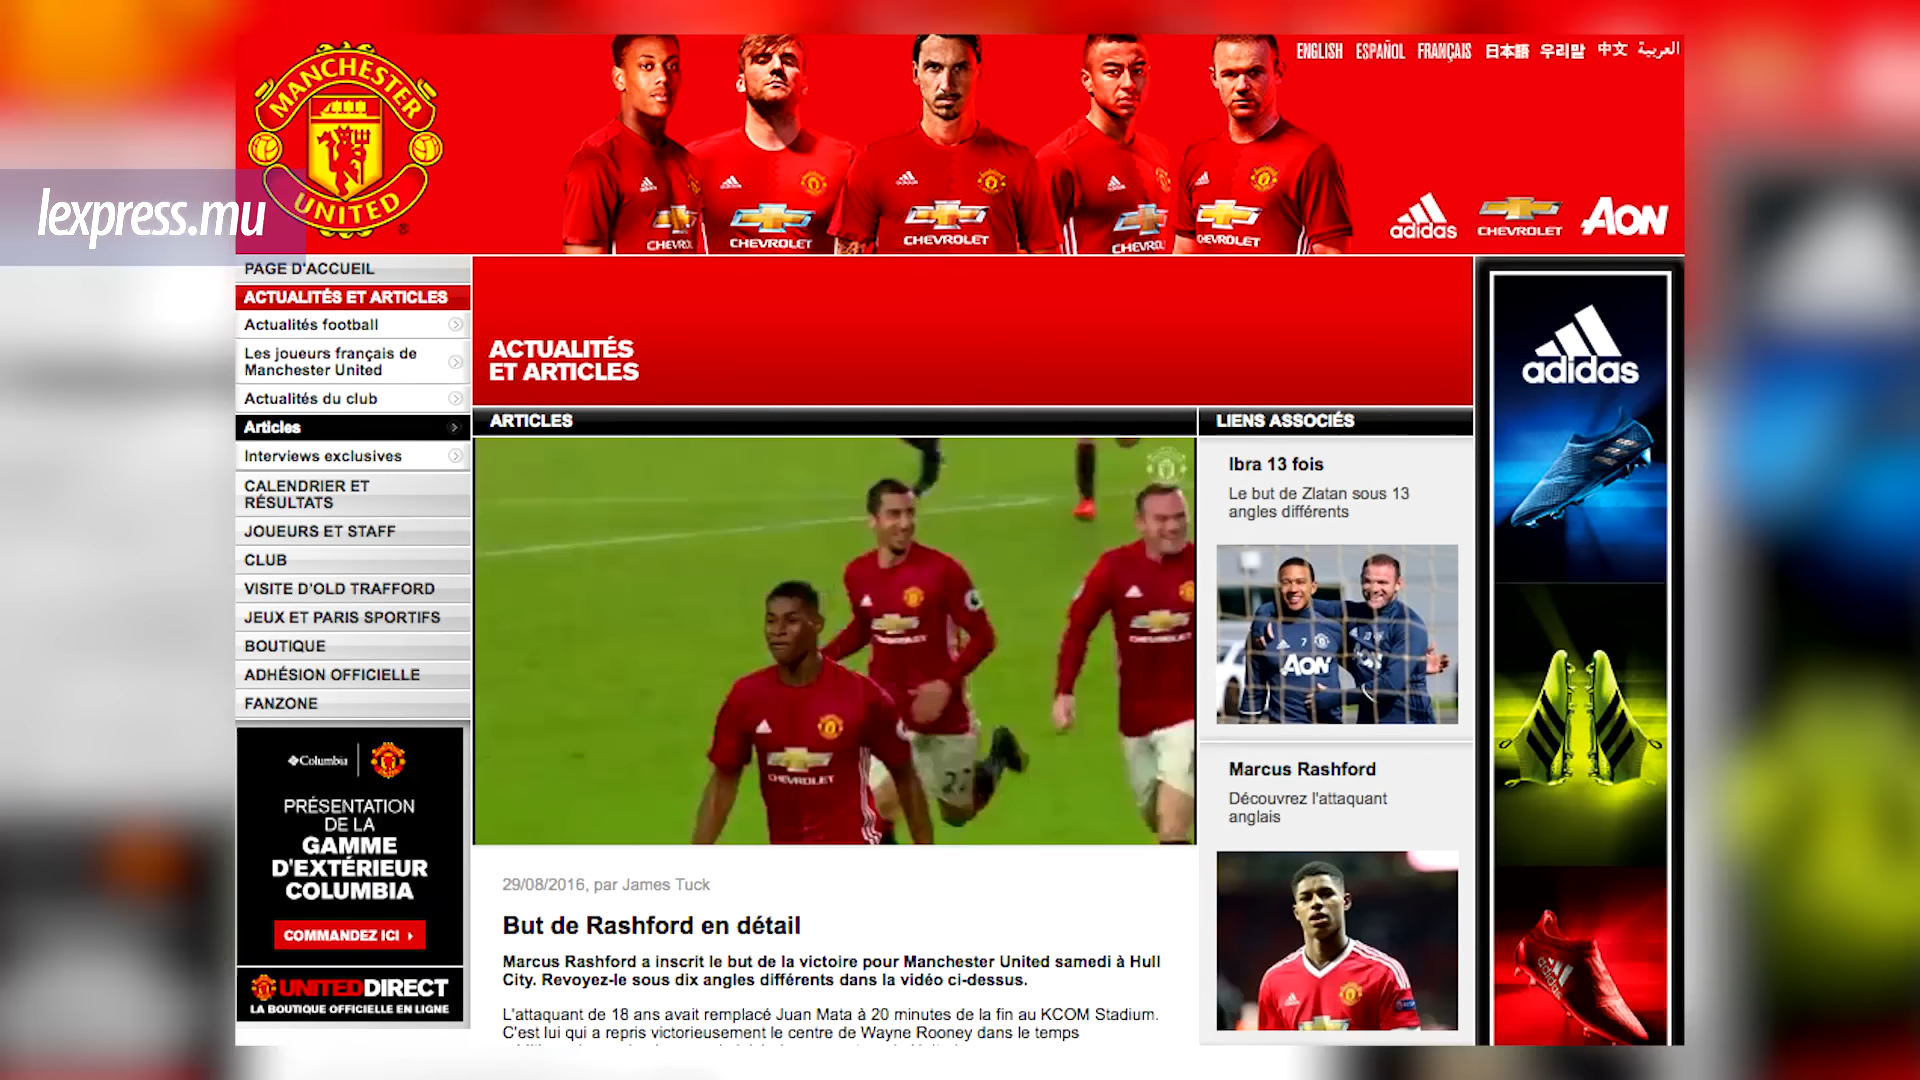 MANCHESTER
UNITED
®
lexpress.mu
ENGLISH ESPAÑOL FRANÇAIS 日本語 우리말 中文 العربية
CHEVROLET
CHEVROLET
CHEVROLET
CHEVROLET
adidas
CHEVROLET
AON
PAGE D'ACCUEIL
ACTUALITÉS ET ARTICLES
Actualités football
Les joueurs français de
Manchester United
Actualités du club
Articles
Interviews exclusives
CALENDRIER ET
RÉSULTATS
JOUEURS ET STAFF
CLUB
VISITE D'OLD TRAFFORD
JEUX ET PARIS SPORTIFS
BOUTIQUE
ADHÉSION OFFICIELLE
FANZONE
Columbia
PRÉSENTATION
DE LA
GAMME
D'EXTÉRIEUR
COLUMBIA
COMMANDEZ ICI
UNITEDDIRECT
LA BOUTIQUE OFFICIELLE EN LIGNE
ACTUALITÉS
ET ARTICLES
ARTICLES
CHEVROLET
CHEVROLET
CHEVROLET
22
29/08/2016, par James Tuck
But de Rashford en détail
Marcus Rashford a inscrit le but de la victoire pour Manchester United samedi à Hull
City. Revoyez-le sous dix angles différents dans la vidéo ci-dessus.
L'attaquant de 18 ans avait remplacé Juan Mata à 20 minutes de la fin au KCOM Stadium.
C'est lui qui a repris victorieusement le centre de Wayne Rooney dans le temps
LIENS ASSOCIÉS
Ibra 13 fois
Le but de Zlatan sous 13
angles différents
7
AON
Marcus Rashford
Découvrez l'attaquant
anglais
adidas
adidas